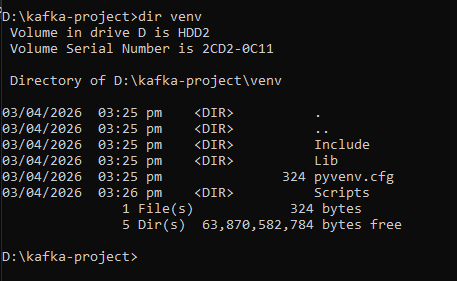 D:\kafka-project>dir venv
 Volume in drive D is HDD2
 Volume Serial Number is 2CD2-0C11
 Directory of D:\kafka-project\venv
03/04/2026  03:25 pm    <DIR>          .
03/04/2026  03:25 pm    <DIR>          ..
03/04/2026  03:25 pm    <DIR>          Include
03/04/2026  03:25 pm    <DIR>          Lib
03/04/2026  03:25 pm               324 pyvenv.cfg
03/04/2026  03:26 pm    <DIR>          Scripts
               1 File(s)            324 bytes
               5 Dir(s)  63,870,582,784 bytes free
D:\kafka-project>